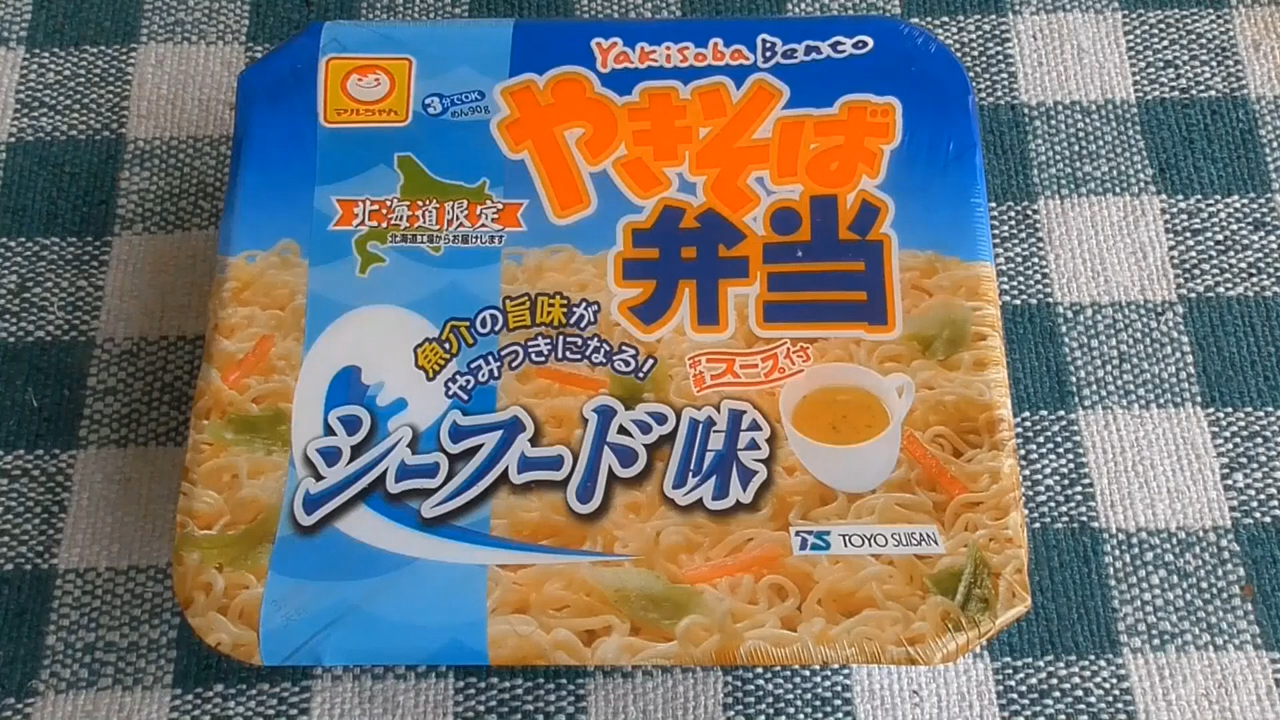 Yakisoba Bento
マルちゃん
3分でOK
めん90g
やきそば
弁当
北海道限定
北海道工場からお届けします
魚介の旨味が
やみつきになる!
中華スープ付
シーフード味
TS TOYO SUISAN